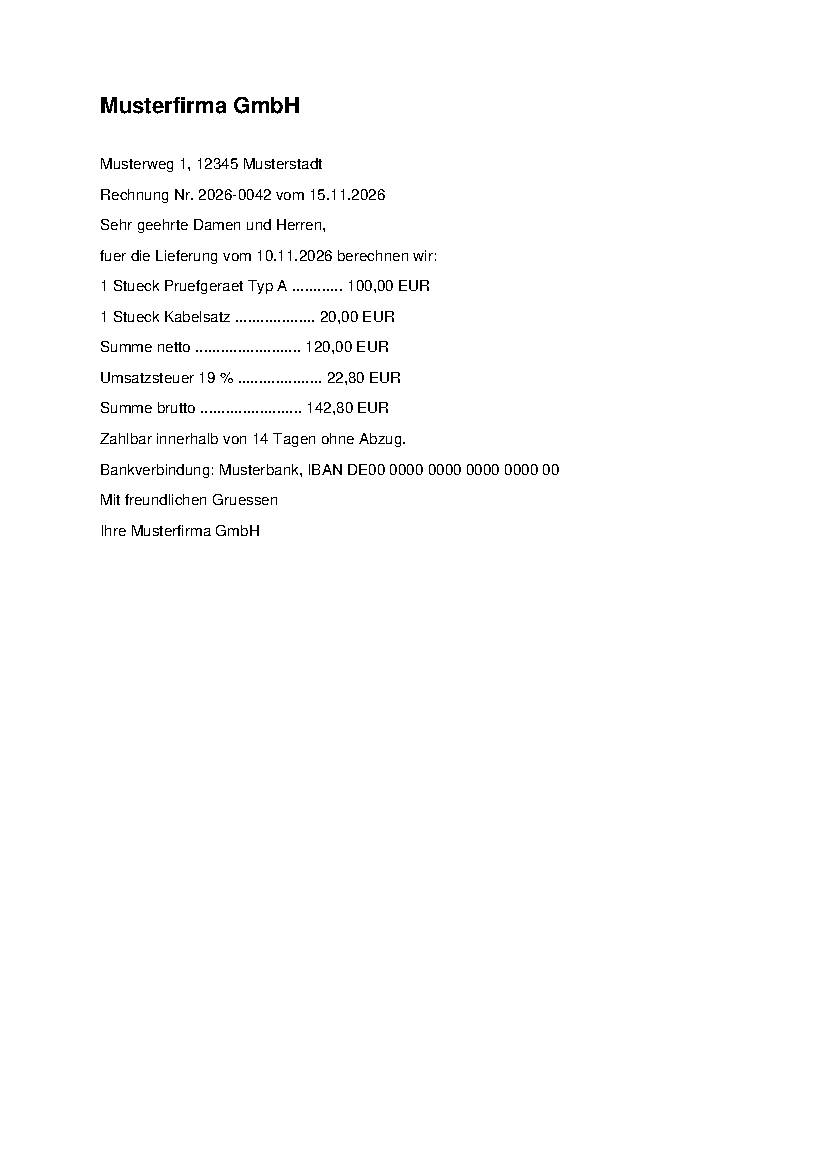 Musterfirma GmbH
Musterweg 1, 12345 Musterstadt
Rechnung Nr. 2026-0042 vom 15.11.2026
Sehr geehrte Damen und Herren,
fuer die Lieferung vom 10.11.2026 berechnen wir:
1 Stueck Pruefgeraet Typ A ............ 100,00 EUR
1 Stueck Kabelsatz ................... 20,00 EUR
Summe netto ......................... 120,00 EUR
Umsatzsteuer 19 % .................... 22,80 EUR
Summe brutto ........................ 142,80 EUR
Zahlbar innerhalb von 14 Tagen ohne Abzug.
Bankverbindung: Musterbank, IBAN DE00 0000 0000 0000 0000 00
Mit freundlichen Gruessen
Ihre Musterfirma GmbH